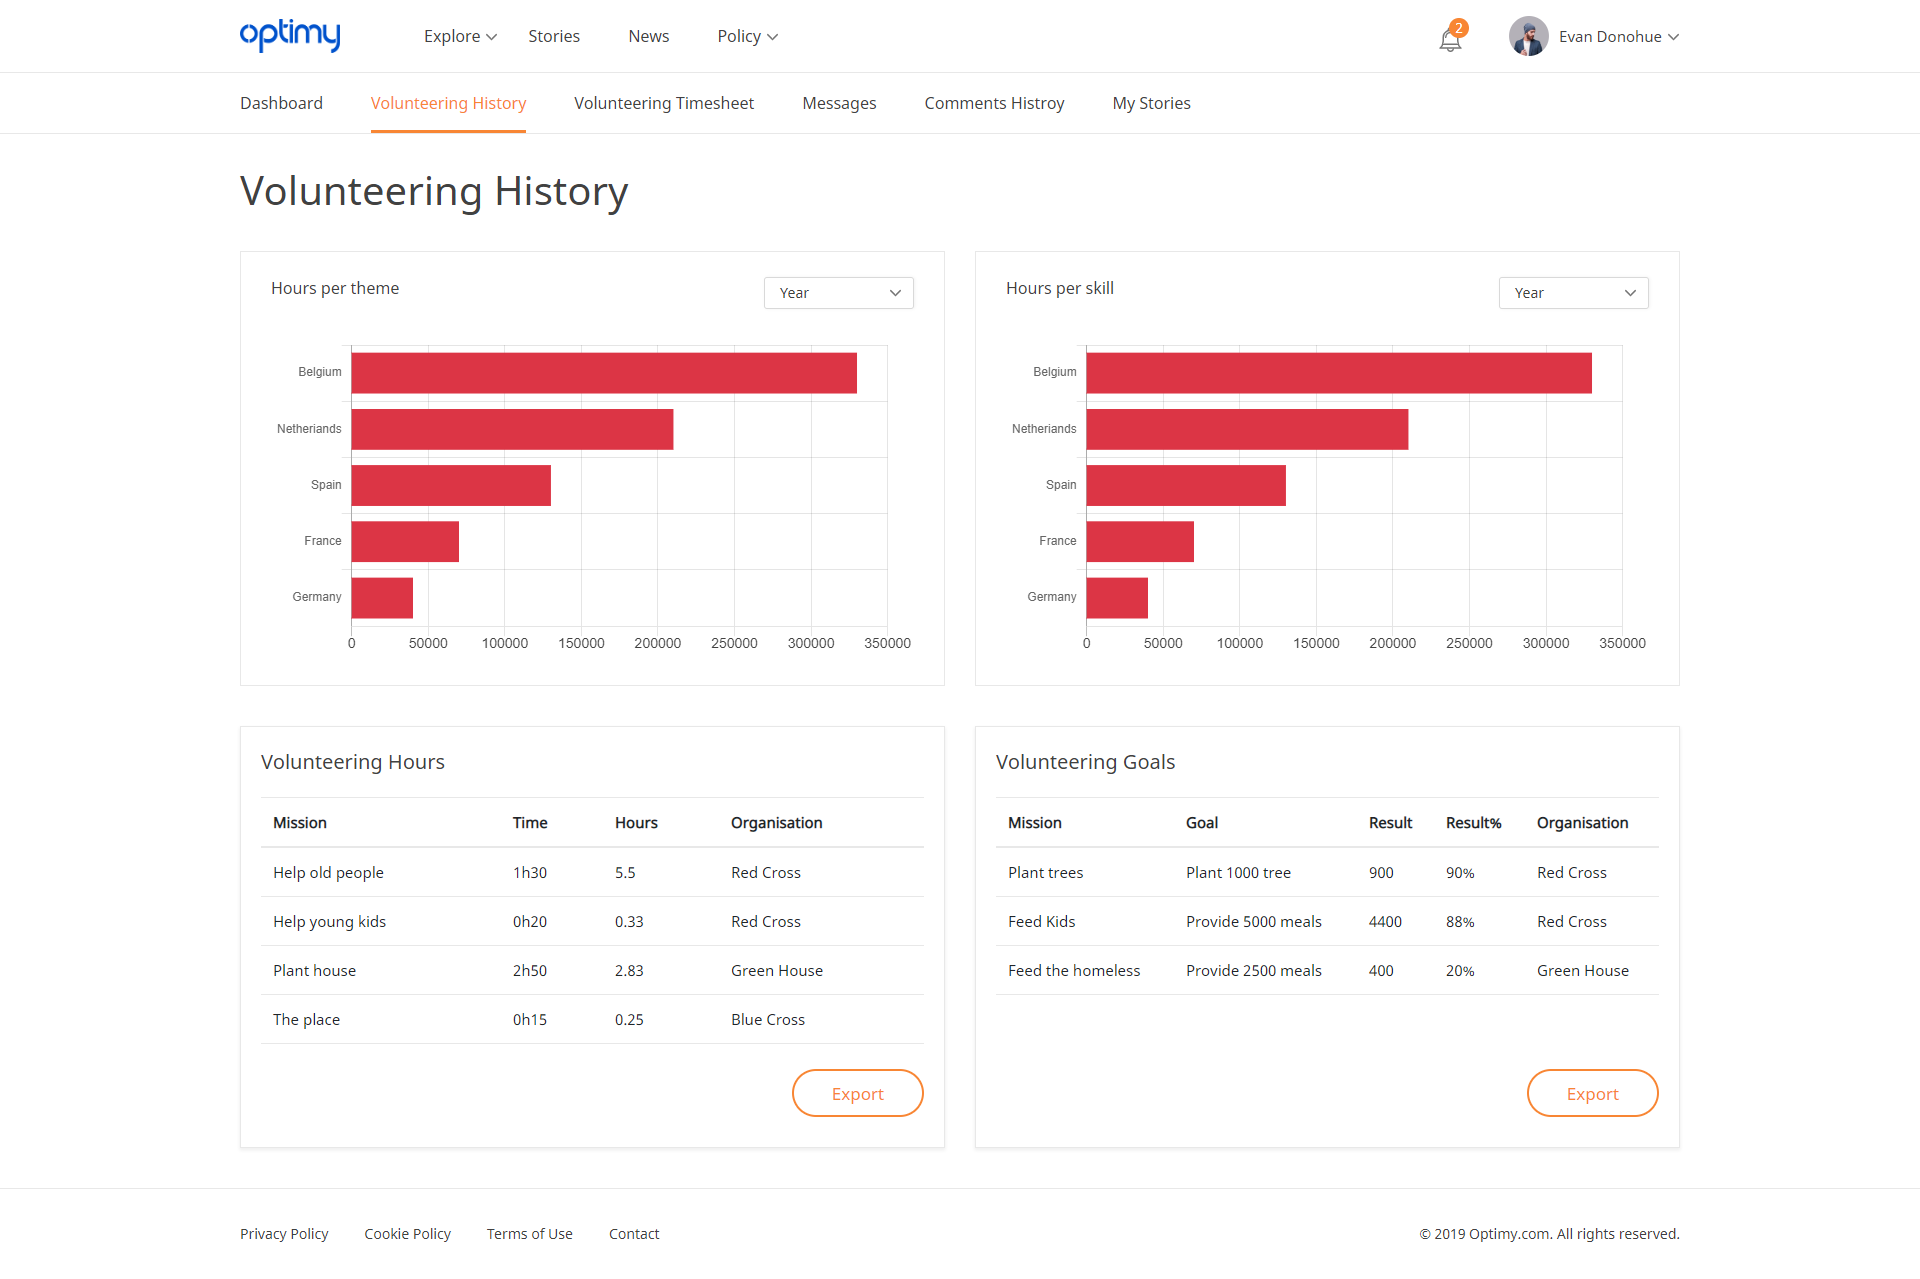 optimy Explore Stories News Policy 2 Evan Donohue
Dashboard Volunteering History Volunteering Timesheet Messages Comments Histroy My Stories
Volunteering History
Hours per theme Year
Belgium
Netherlands
Spain
France
Germany
0 50000 100000 150000 200000 250000 300000 350000
Hours per skill Year
Belgium
Netherlands
Spain
France
Germany
0 50000 100000 150000 200000 250000 300000 350000
Volunteering Hours
Mission Time Hours Organisation
Help old people 1h30 5.5 Red Cross
Help young kids 0h20 0.33 Red Cross
Plant house 2h50 2.83 Green House
The place 0h15 0.25 Blue Cross
Export
Volunteering Goals
Mission Goal Result Result% Organisation
Plant trees Plant 1000 tree 900 90% Red Cross
Feed Kids Provide 5000 meals 4400 88% Red Cross
Feed the homeless Provide 2500 meals 400 20% Green House
Export
Privacy Policy Cookie Policy Terms of Use Contact © 2019 Optimy.com. All rights reserved.